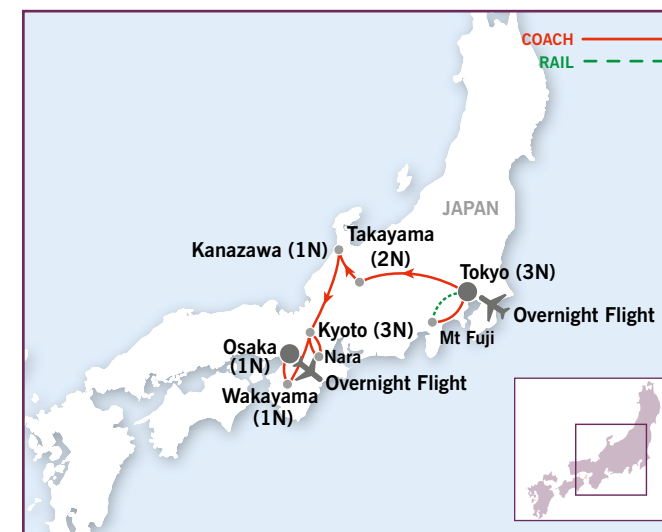 COACH
RAIL
JAPAN
Takayama
(2N)
Kanazawa (1N)
Tokyo (3N)
Overnight Flight
Mt Fuji
Kyoto (3N)
Osaka
(1N)
Nara
Overnight Flight
Wakayama
(1N)